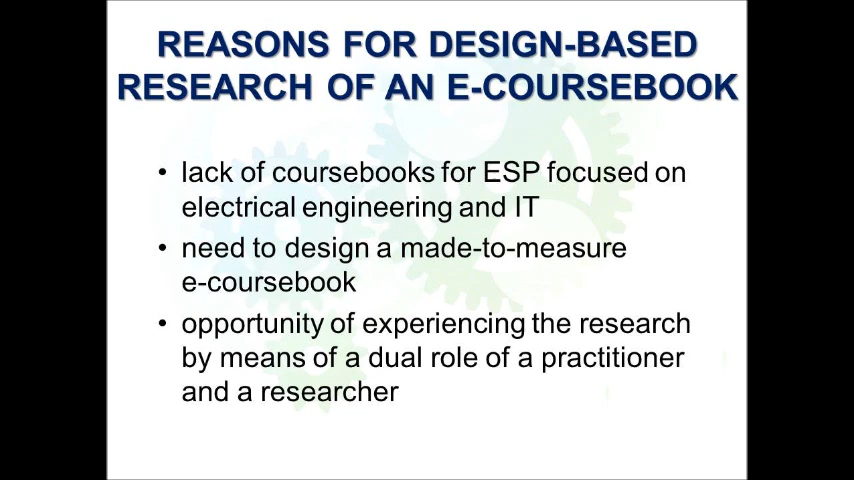 REASONS FOR DESIGN-BASED
RESEARCH OF AN E-COURSEBOOK
• lack of coursebooks for ESP focused on
electrical engineering and IT
• need to design a made-to-measure
e-coursebook
• opportunity of experiencing the research
by means of a dual role of a practitioner
and a researcher